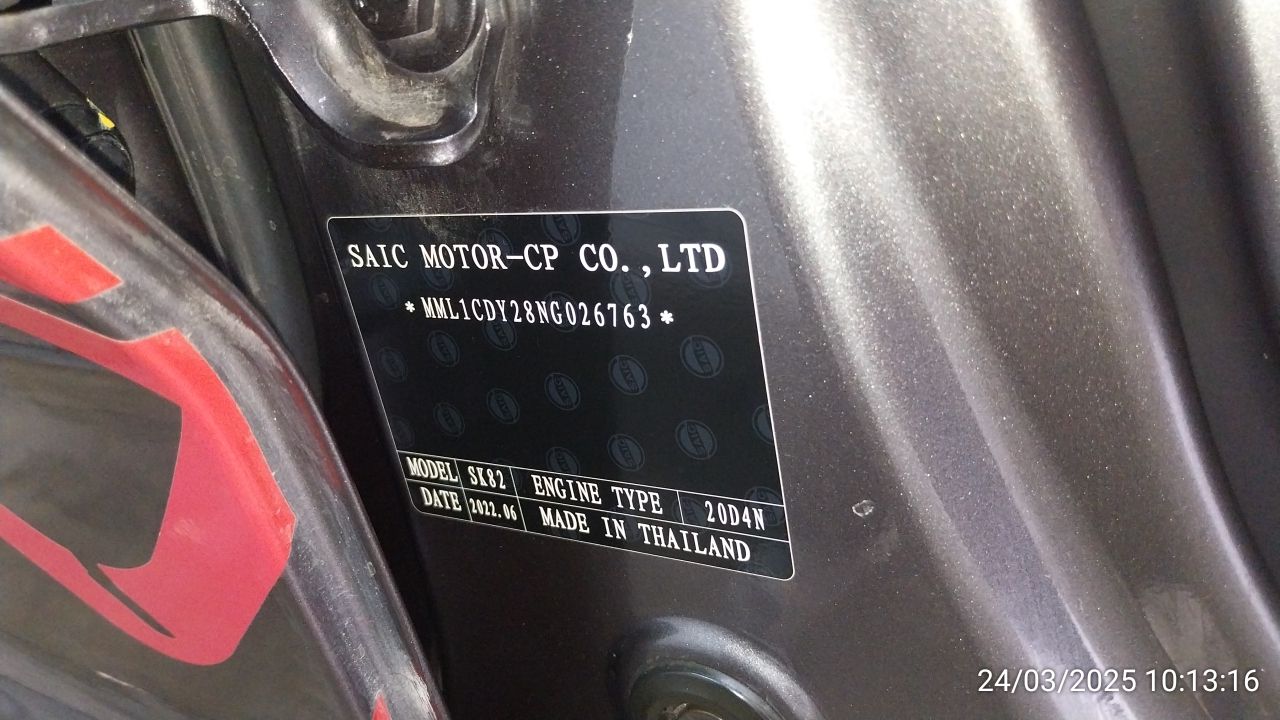 SAIC MOTOR-CP CO.,LTD
*MML1CDY28NG026763*
MODEL SK82 ENGINE TYPE 20D4N
DATE 2022.06 MADE IN THAILAND
24/03/2025 10:13:16